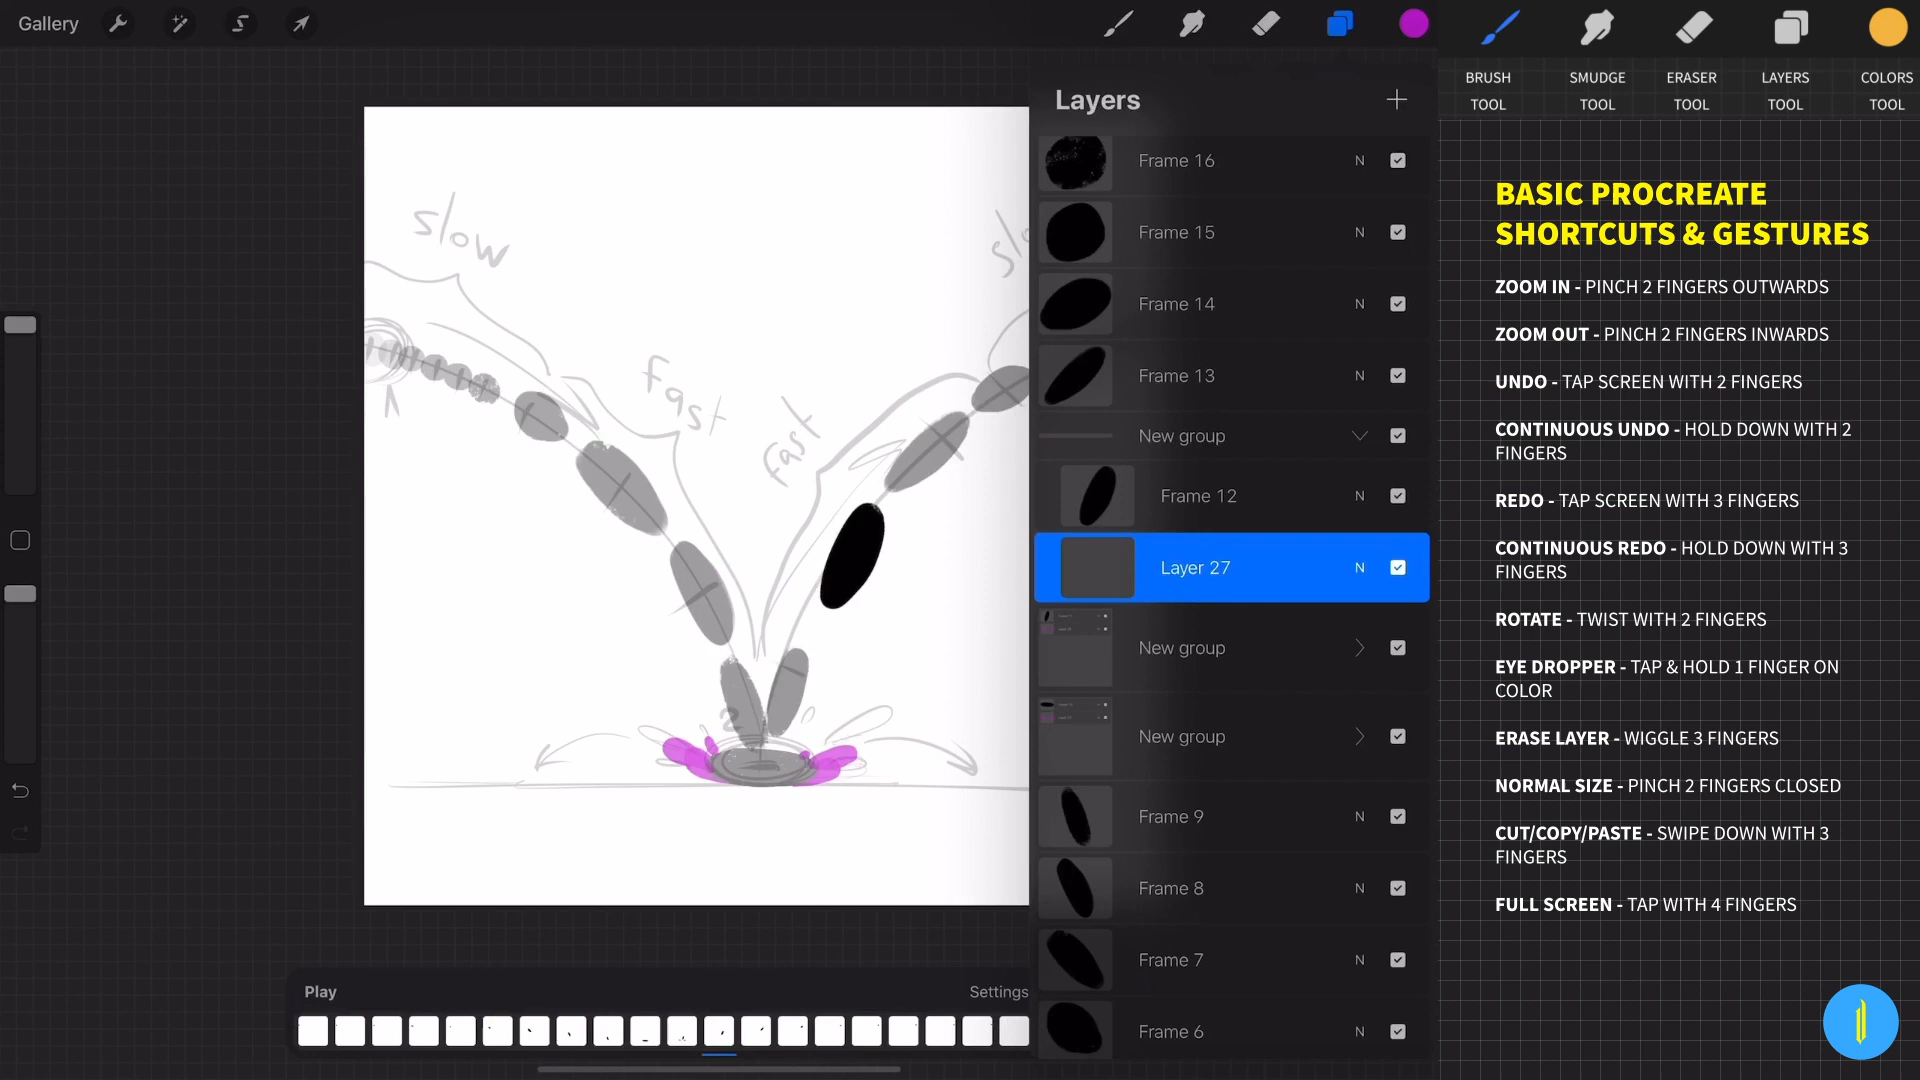 Gallery
BRUSH TOOL
SMUDGE TOOL
ERASER TOOL
LAYERS TOOL
COLORS TOOL
Layers
Frame 16 N
Frame 15 N
Frame 14 N
Frame 13 N
New group
Frame 12 N
Layer 27 N
New group
New group
Frame 9 N
Frame 8 N
Frame 7 N
Frame 6 N
slow
fast
fast
slo
2
Play
Settings
BASIC PROCREATE
SHORTCUTS & GESTURES
ZOOM IN - PINCH 2 FINGERS OUTWARDS
ZOOM OUT - PINCH 2 FINGERS INWARDS
UNDO - TAP SCREEN WITH 2 FINGERS
CONTINUOUS UNDO - HOLD DOWN WITH 2
FINGERS
REDO - TAP SCREEN WITH 3 FINGERS
CONTINUOUS REDO - HOLD DOWN WITH 3
FINGERS
ROTATE - TWIST WITH 2 FINGERS
EYE DROPPER - TAP & HOLD 1 FINGER ON
COLOR
ERASE LAYER - WIGGLE 3 FINGERS
NORMAL SIZE - PINCH 2 FINGERS CLOSED
CUT/COPY/PASTE - SWIPE DOWN WITH 3
FINGERS
FULL SCREEN - TAP WITH 4 FINGERS